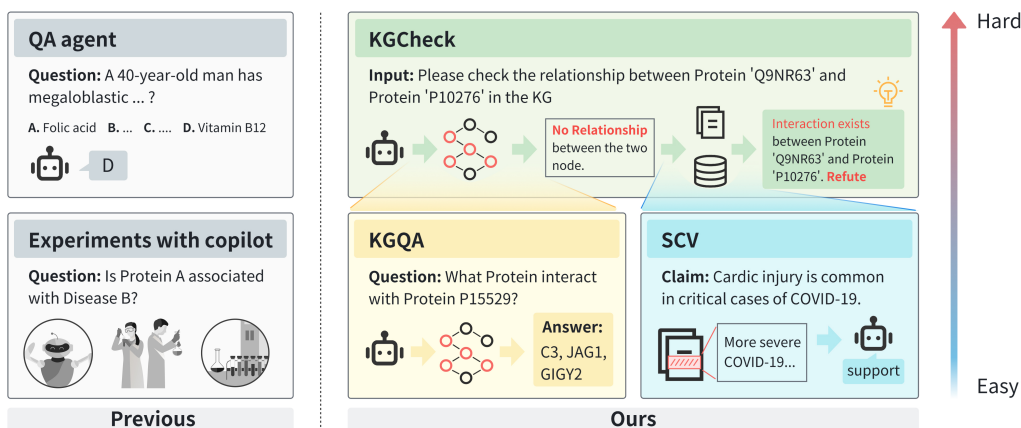 QA agent
Question: A 40-year-old man has
megaloblastic ... ?
A. Folic acid B. ... C. .... D. Vitamin B12
D
Experiments with copilot
Question: Is Protein A associated
with Disease B?
Previous
KGCheck
Input: Please check the relationship between Protein 'Q9NR63' and
Protein 'P10276' in the KG
No Relationship
between the two
node.
Interaction exists
between Protein
'Q9NR63' and Protein
'P10276'. Refute
KGQA
Question: What Protein interact
with Protein P15529?
Answer:
C3, JAG1,
GIGY2
SCV
Claim: Cardic injury is common
in critical cases of COVID-19.
More severe
COVID-19...
support
Ours
Hard
Easy